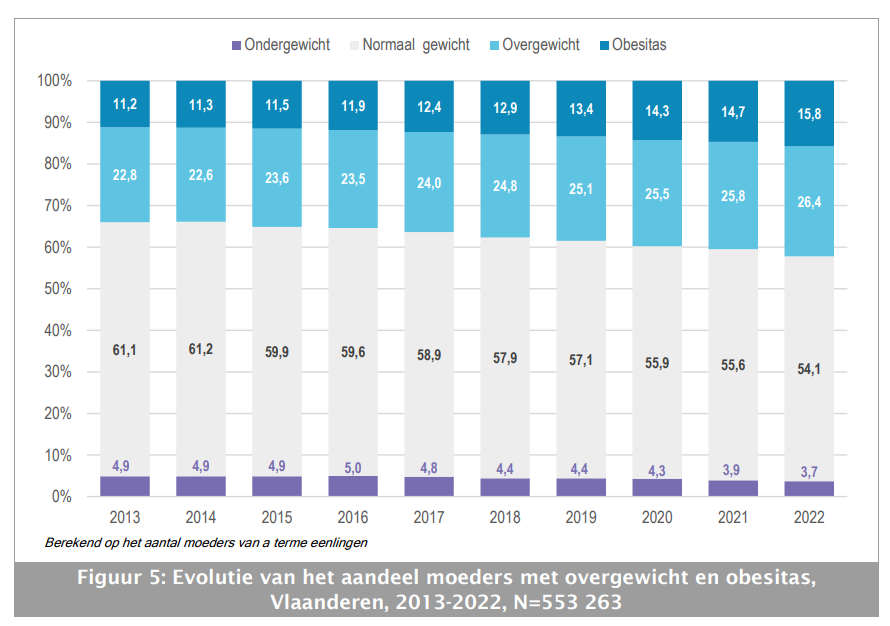 Ondergewicht Normaal gewicht Overgewicht Obesitas
100%
90%
80%
70%
60%
50%
40%
30%
20%
10%
0%
11,2 11,3 11,5 11,9 12,4 12,9 13,4 14,3 14,7 15,8
22,8 22,6 23,6 23,5 24,0 24,8 25,1 25,5 25,8 26,4
61,1 61,2 59,9 59,6 58,9 57,9 57,1 55,9 55,6 54,1
4,9 4,9 4,9 5,0 4,8 4,4 4,4 4,3 3,9 3,7
2013 2014 2015 2016 2017 2018 2019 2020 2021 2022
Berekend op het aantal moeders van a terme eenlingen
Figuur 5: Evolutie van het aandeel moeders met overgewicht en obesitas,
Vlaanderen, 2013-2022, N=553 263